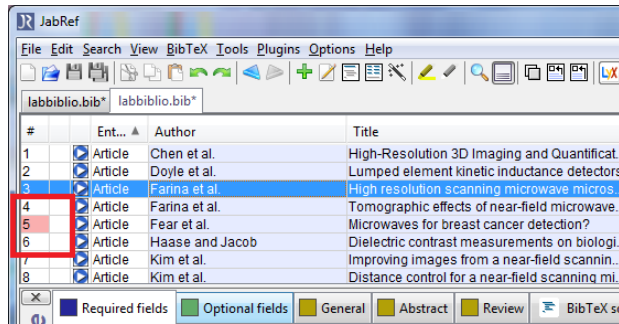 JabRef
File Edit Search View BibTeX Tools Plugins Options Help
labbiblio.bib* labbiblio.bib*
# Ent... Author Title
1 Article Chen et al. High-Resolution 3D Imaging and Quantificat.
2 Article Doyle et al. Lumped element kinetic inductance detectors
3 Article Farina et al. High resolution scanning microwave micros.
4 Article Farina et al. Tomographic effects of near-field microwave.
5 Article Fear et al. Microwaves for breast cancer detection?
6 Article Haase and Jacob Dielectric contrast measurements on biologi.
7 Article Kim et al. Improving images from a near-field scannin..
8 Article Kim et al. Distance control for a near-field scanning mi.
Required fields Optional fields General Abstract Review BibTeX